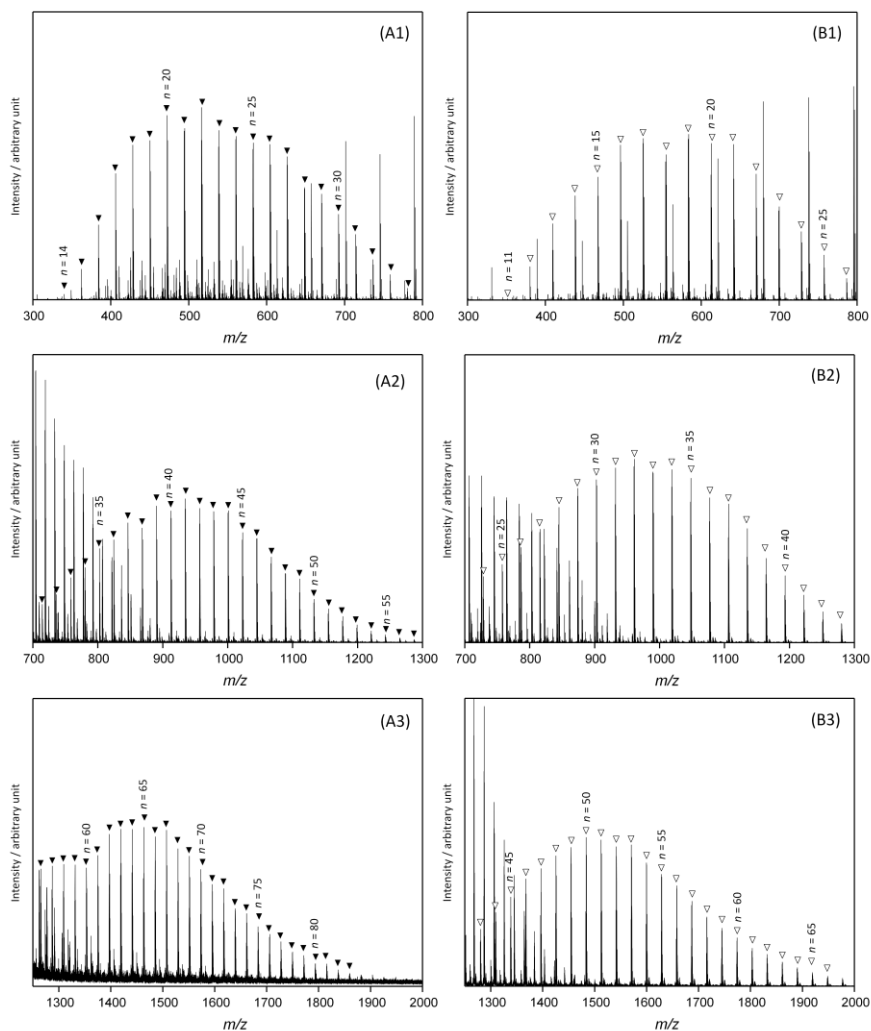 (A1)
Intensity / arbitrary unit
n = 14
n = 20
n = 25
n = 30
300 400 500 600 700 800
m/z
(B1)
Intensity / arbitrary unit
n = 11
n = 15
n = 20
n = 25
300 400 500 600 700 800
m/z
(A2)
Intensity / arbitrary unit
n = 35
n = 40
n = 45
n = 50
n = 55
700 800 900 1000 1100 1200 1300
m/z
(B2)
Intensity / arbitrary unit
n = 25
n = 30
n = 35
n = 40
700 800 900 1000 1100 1200 1300
m/z
(A3)
Intensity / arbitrary unit
n = 60
n = 65
n = 70
n = 75
n = 80
1300 1400 1500 1600 1700 1800 1900 2000
m/z
(B3)
Intensity / arbitrary unit
n = 45
n = 50
n = 55
n = 60
n = 65
1300 1400 1500 1600 1700 1800 1900 2000
m/z